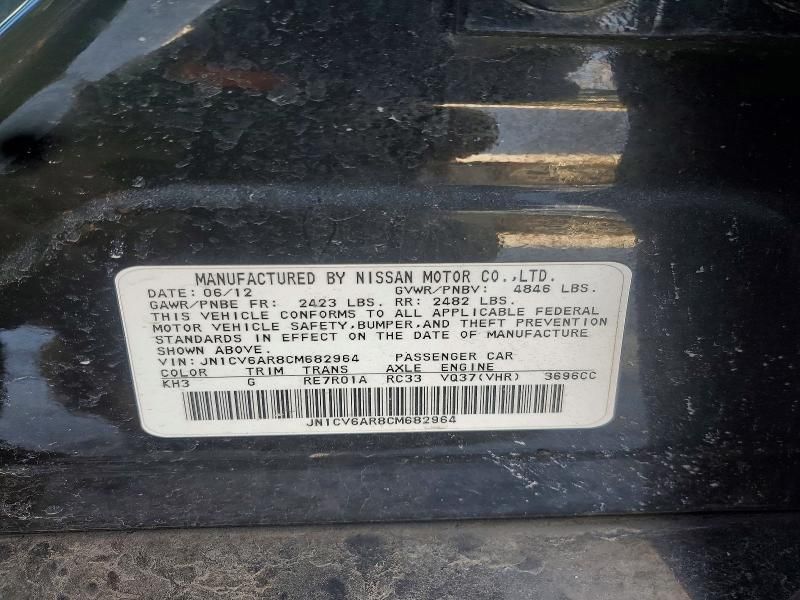 MANUFACTURED BY NISSAN MOTOR CO.,LTD.
DATE: 06/12 GVWR/PNBV: 4846 LBS.
GAWR/PNBE FR: 2423 LBS. RR: 2482 LBS.
THIS VEHICLE CONFORMS TO ALL APPLICABLE FEDERAL
MOTOR VEHICLE SAFETY,BUMPER,AND THEFT PREVENTION
STANDARDS IN EFFECT ON THE DATE OF MANUFACTURE
SHOWN ABOVE.
VIN: JN1CV6AR8CM682964 PASSENGER CAR
COLOR TRIM TRANS AXLE ENGINE
KH3 G RE7R01A RC33 VQ37(VHR) 3696CC
JN1CV6AR8CM682964